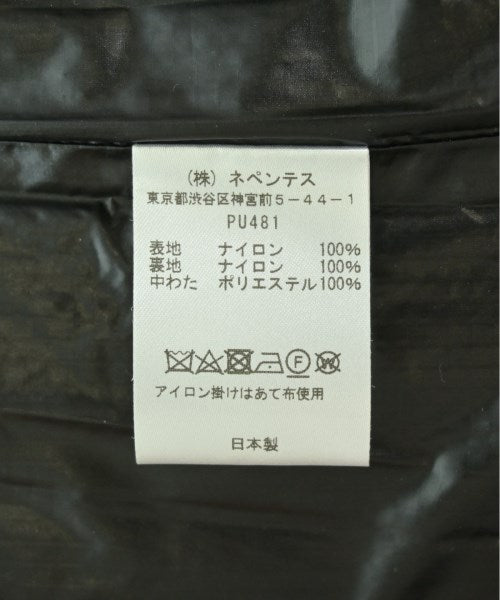 (株) ネペンテス
東京都渋谷区神宮前5-44-1
PU481
表地 ナイロン 100%
裏地 ナイロン 100%
中わた ポリエステル100%
F W
アイロン掛けはあて布使用
日本製